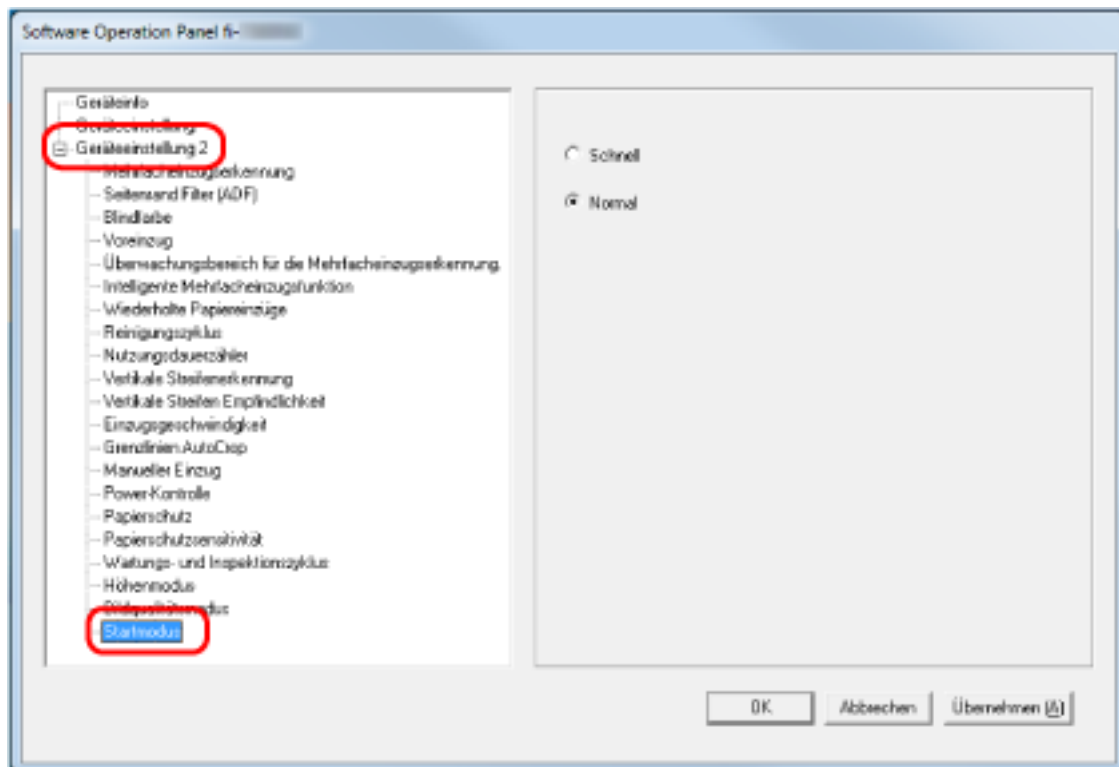 Software Operation Panel fi-
Geräteinfo
Geräteeinstellung
Geräteeinstellung 2
Mehrfacheinzugserkennung
Seitenrand Filter (ADF)
Blindfarbe
Voreinzug
Überwachungsbereich für die Mehrfacheinzugserkennung.
Intelligente Mehrfacheinzugsfunktion
Wiederholte Papiereinzüge
Reinigungszyklus
Nutzungsdauerzähler
Vertikale Streifenerkennung
Vertikale Streifen Empfindlichkeit
Einzugsgeschwindigkeit
Grenzlinien AutoCrop
Manueller Einzug
Power-Kontrolle
Papierschutz
Papierschutzsensitivität
Wartungs- und Inspektionszyklus
Höhenmodus
Bildqualitätsmodus
Startmodus
Schnell
Normal
OK
Abbrechen
Übernehmen (A)